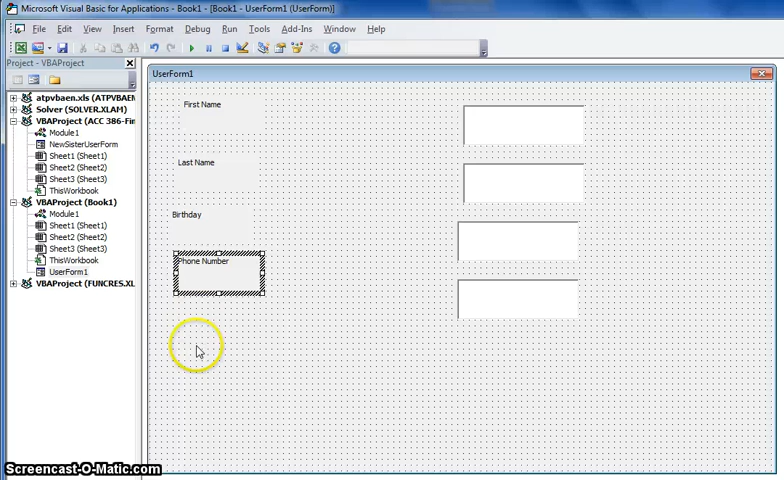 Microsoft Visual Basic for Applications - Book1 - [Book1 - UserForm1 (UserForm)]
File Edit View Insert Format Debug Run Tools Add-Ins Window Help
Project - VBAProject
UserForm1
atpvbaen.xls (ATPVBAEN
Solver (SOLVER.XLAM)
VBAProject (ACC 386-Fin
Module1
NewSisterUserForm
Sheet1 (Sheet1)
Sheet2 (Sheet2)
Sheet3 (Sheet3)
ThisWorkbook
VBAProject (Book1)
Module1
Sheet1 (Sheet1)
Sheet2 (Sheet2)
Sheet3 (Sheet3)
ThisWorkbook
UserForm1
VBAProject (FUNCRES.XL
First Name
Last Name
Birthday
Phone Number
Screencast-O-Matic.com